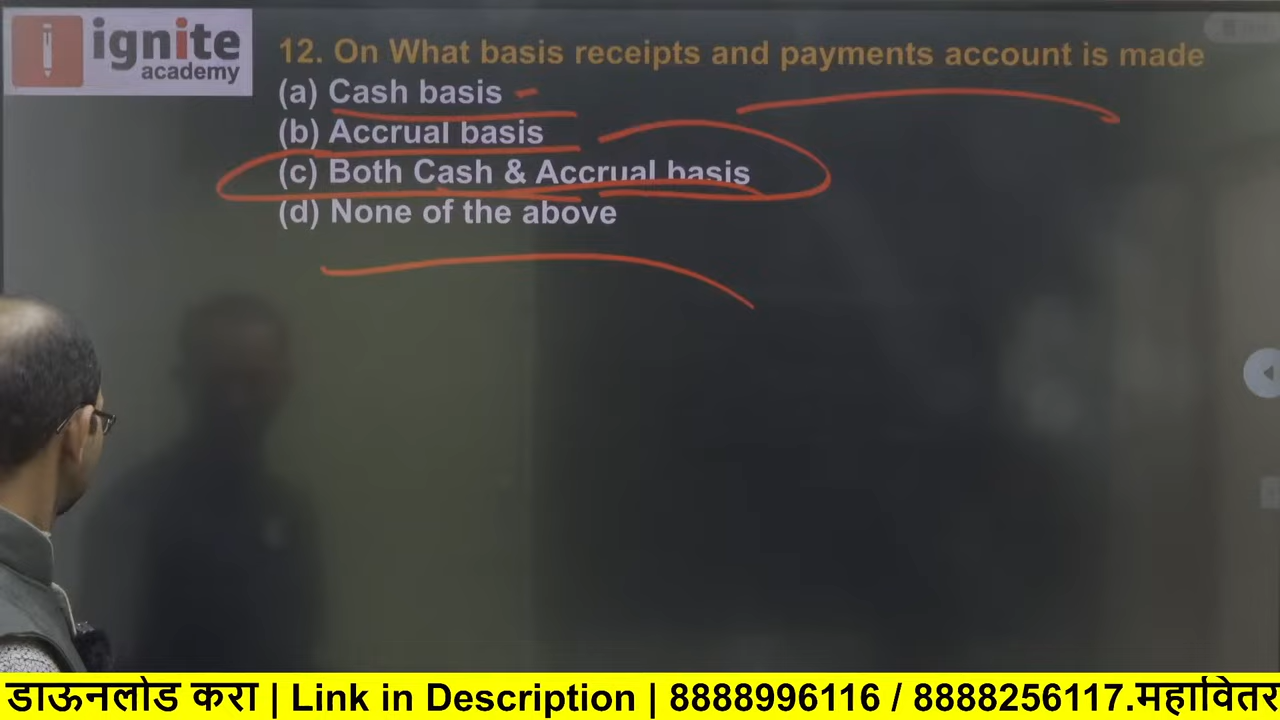 ignite
academy
12. On What basis receipts and payments account is made
(a) Cash basis
(b) Accrual basis
(c) Both Cash & Accrual basis
(d) None of the above
डाऊनलोड करा | Link in Description | 8888996116 / 8888256117.महावितर